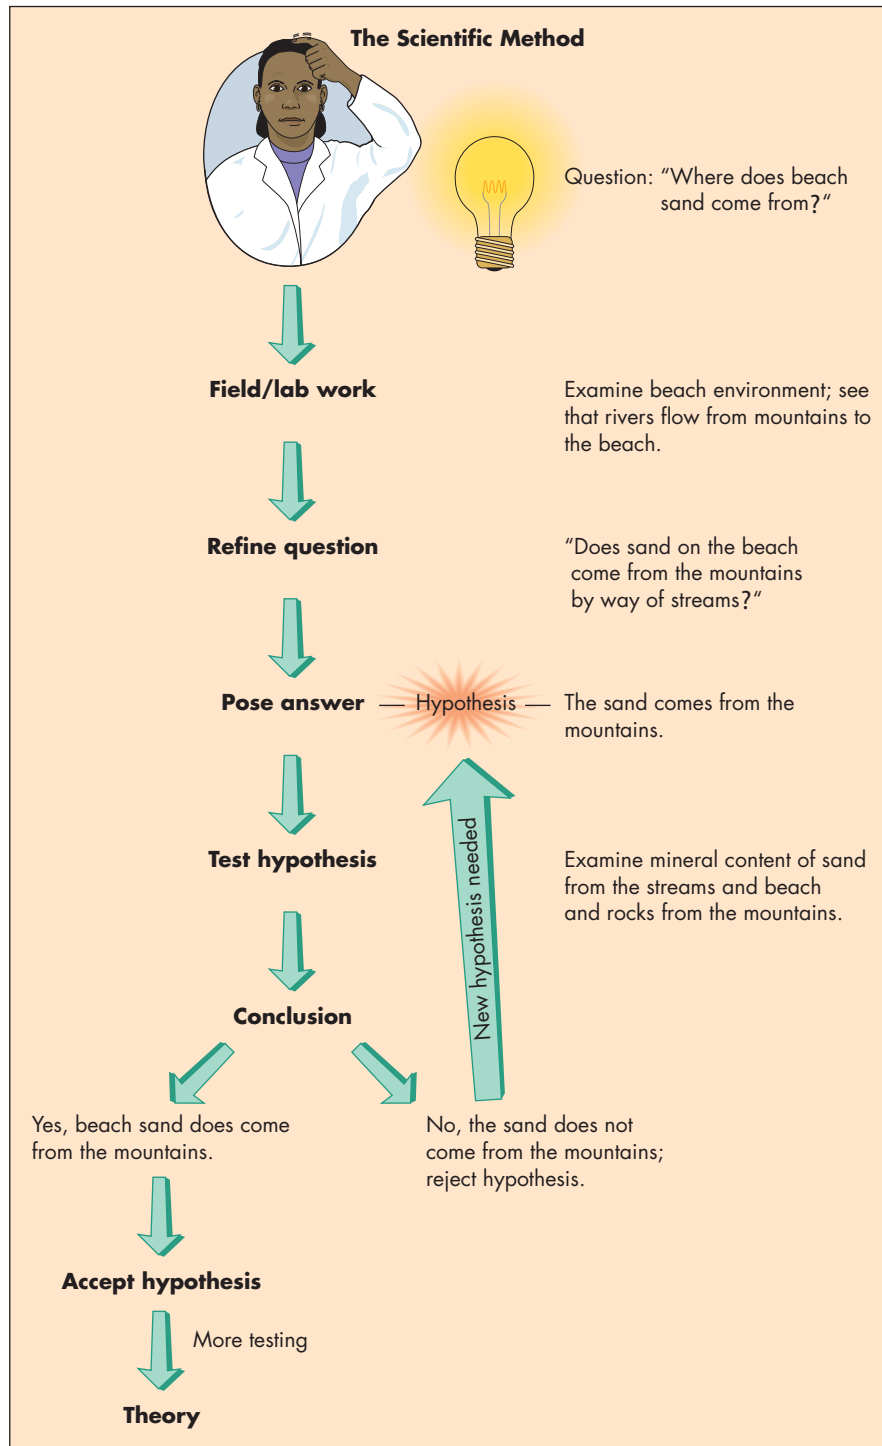 The Scientific Method
Question: “Where does beach
sand come from?“
Field/lab work
Examine beach environment; see
that rivers flow from mountains to
the beach.
Refine question
“Does sand on the beach
come from the mountains
by way of streams?“
Pose answer — Hypothesis — The sand comes from the
mountains.
Test hypothesis
Examine mineral content of sand
from the streams and beach
and rocks from the mountains.
New hypothesis needed
Conclusion
Yes, beach sand does come
from the mountains.
No, the sand does not
come from the mountains;
reject hypothesis.
Accept hypothesis
More testing
Theory